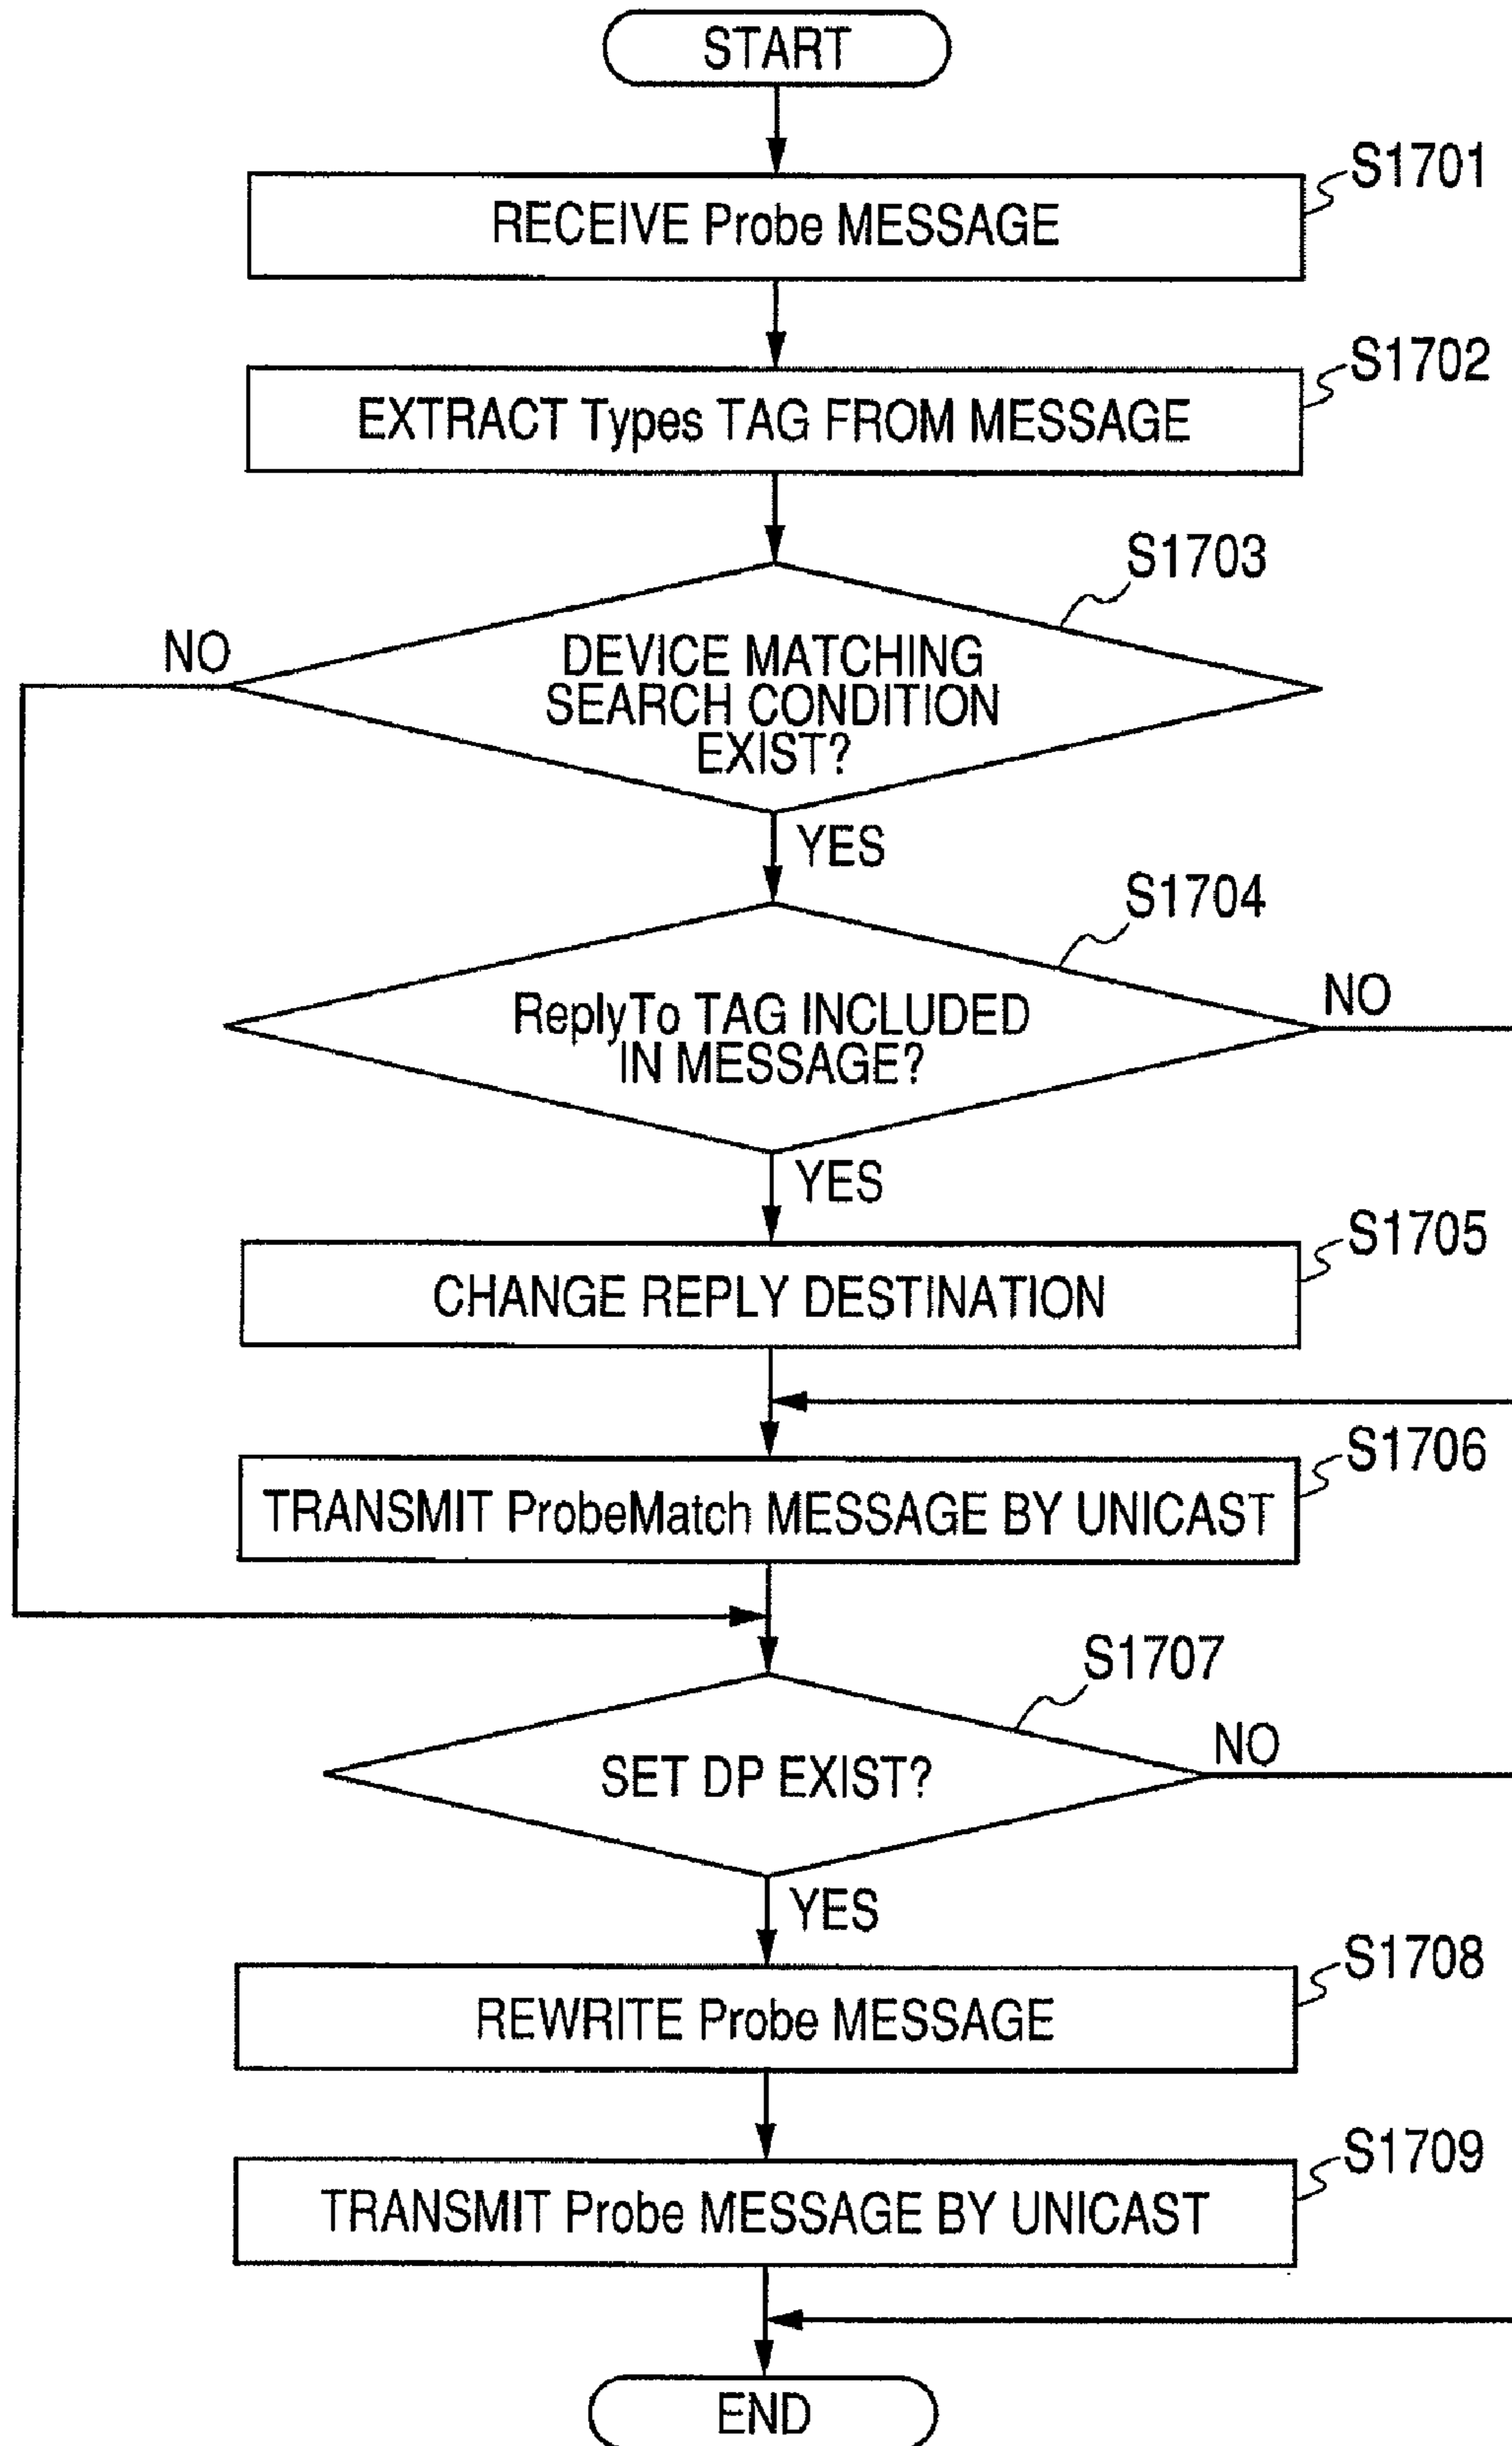 START
S1701
RECEIVE Probe MESSAGE
S1702
EXTRACT Types TAG FROM MESSAGE
S1703
NO
DEVICE MATCHING
SEARCH CONDITION
EXIST?
YES
S1704
NO
ReplyTo TAG INCLUDED
IN MESSAGE?
YES
S1705
CHANGE REPLY DESTINATION
S1706
TRANSMIT ProbeMatch MESSAGE BY UNICAST
S1707
NO
SET DP EXIST?
YES
S1708
REWRITE Probe MESSAGE
S1709
TRANSMIT Probe MESSAGE BY UNICAST
END